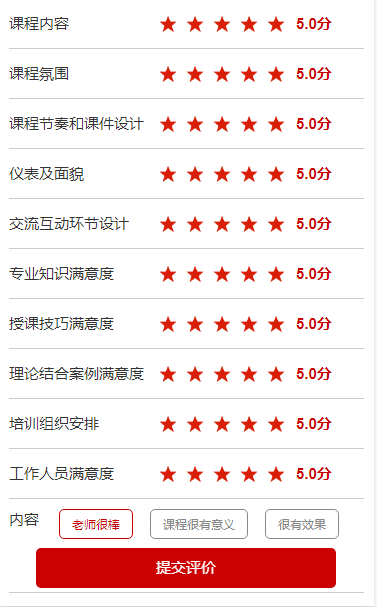 课程内容 5.0分
课程氛围 5.0分
课程节奏和课件设计 5.0分
仪表及面貌 5.0分
交流互动环节设计 5.0分
专业知识满意度 5.0分
授课技巧满意度 5.0分
理论结合案例满意度 5.0分
培训组织安排 5.0分
工作人员满意度 5.0分
内容 老师很棒 课程很有意义 很有效果
提交评价